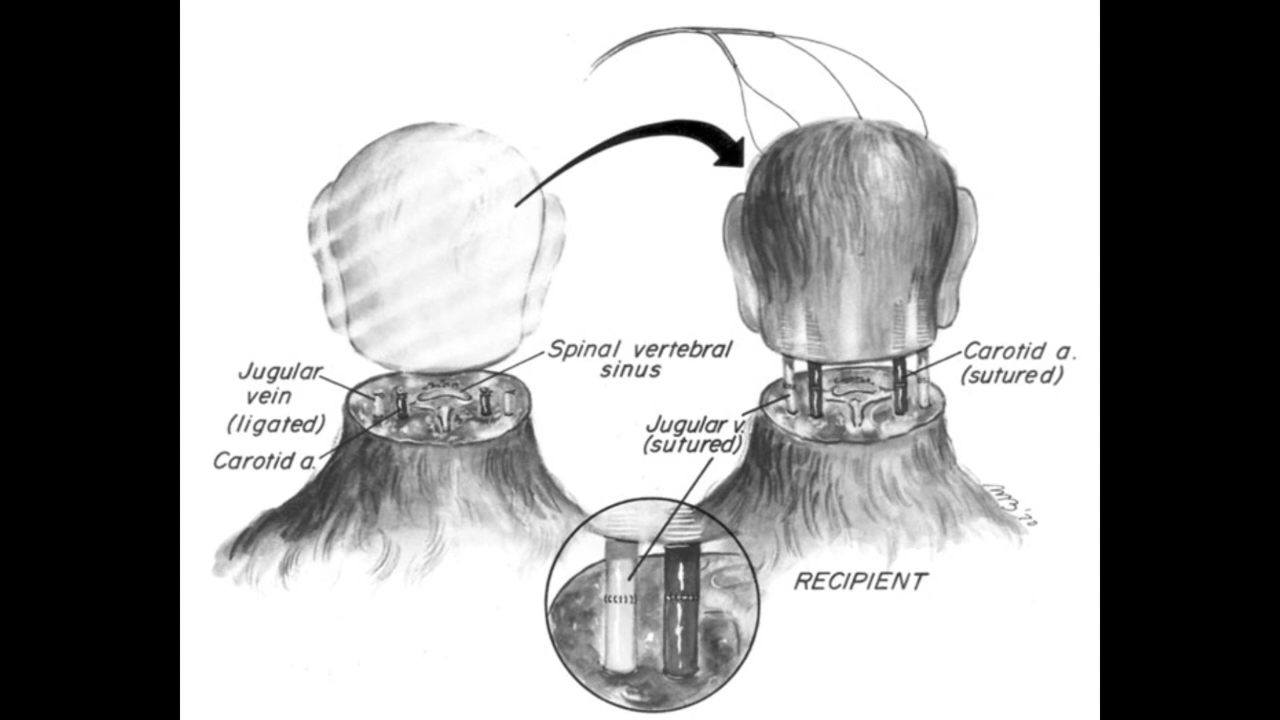 Spinal vertebral
sinus
Jugular
vein
(ligated)
Carotid a.
Carotid a.
(sutured)
Jugular v.
(sutured)
RECIPIENT